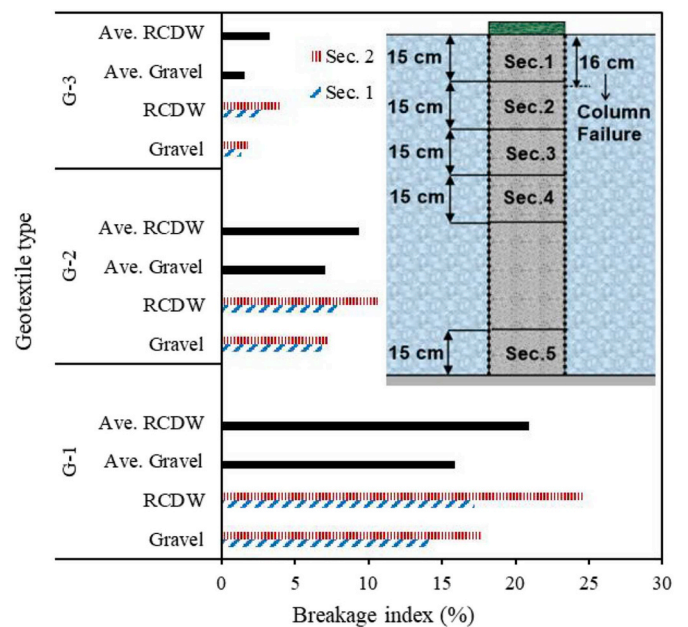 Geotextile type
G-3
Ave. RCDW
Ave. Gravel
RCDW
Gravel
G-2
Ave. RCDW
Ave. Gravel
RCDW
Gravel
G-1
Ave. RCDW
Ave. Gravel
RCDW
Gravel
Sec. 2
Sec. 1
15 cm
15 cm
15 cm
15 cm
15 cm
Sec.1
Sec.2
Sec.3
Sec.4
Sec.5
16 cm
Column
Failure
0 5 10 15 20 25 30
Breakage index (%)